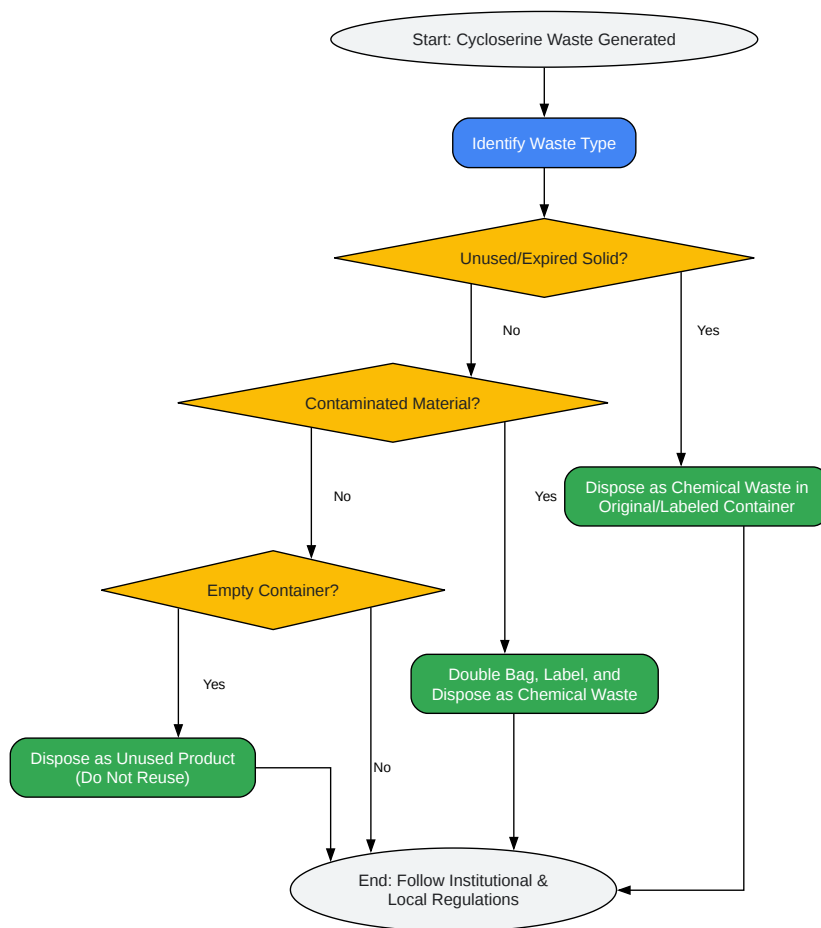 Start: Cycloserine Waste Generated
Identify Waste Type
Unused/Expired Solid?
No
Yes
Contaminated Material?
No
Yes
Dispose as Chemical Waste in
Original/Labeled Container
Empty Container?
Yes
Double Bag, Label, and
Dispose as Chemical Waste
Dispose as Unused Product
(Do Not Reuse)
No
End: Follow Institutional &
Local Regulations